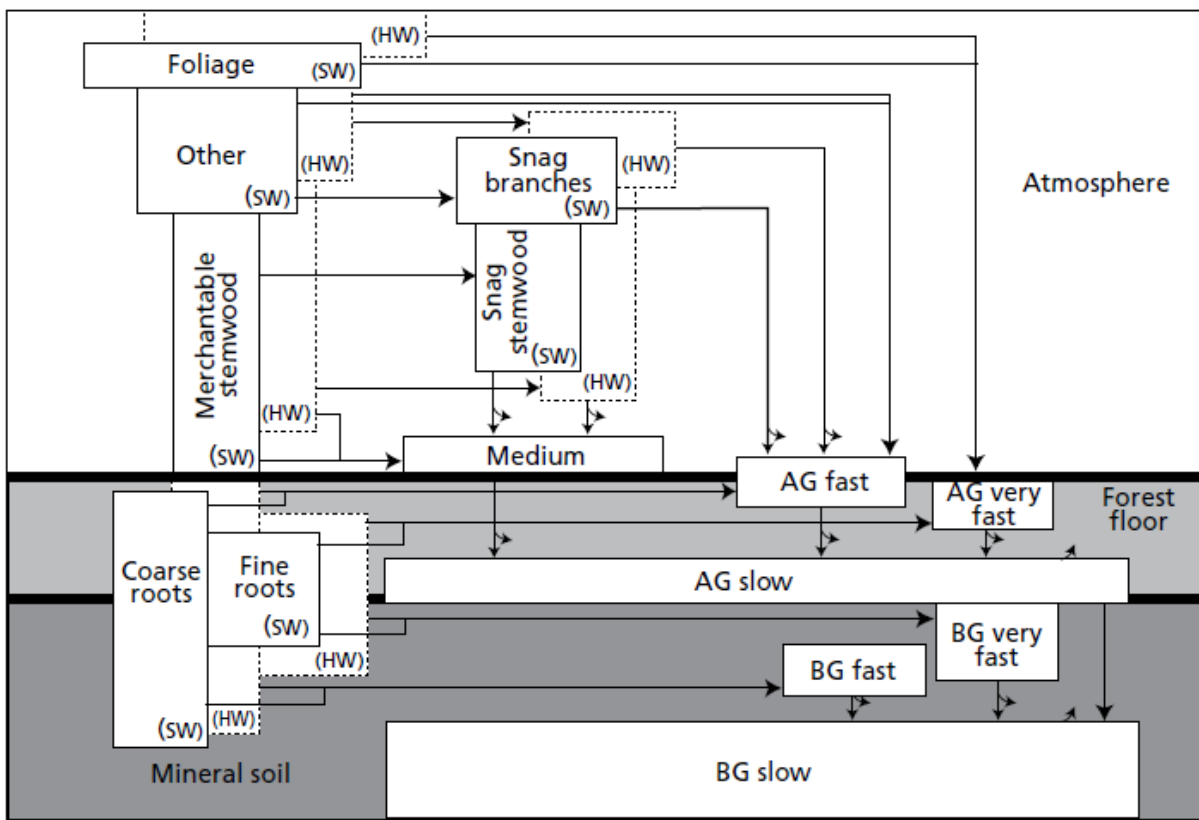 (HW)
Foliage
(SW)
Other
(HW)
(SW)
Snag
branches
(HW)
(SW)
Atmosphere
Merchantable
stemwood
Snag
stemwood
(SW)
(HW)
(HW)
(SW)
Medium
AG fast
AG very
fast
Forest
floor
Coarse
roots
Fine
roots
(SW)
(HW)
AG slow
BG very
fast
BG fast
(HW)
(SW)
Mineral soil
BG slow